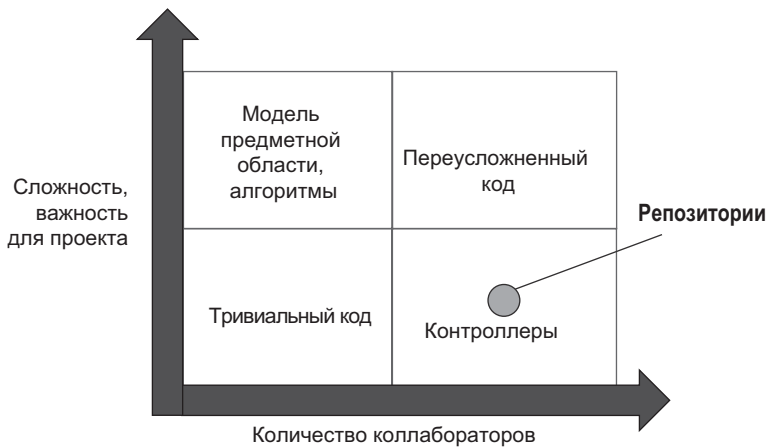 Модель
предметной
области,
алгоритмы
Переусложненный
код
Сложность,
важность
для проекта
Репозитории
Тривиальный код
Контроллеры
Количество коллабораторов